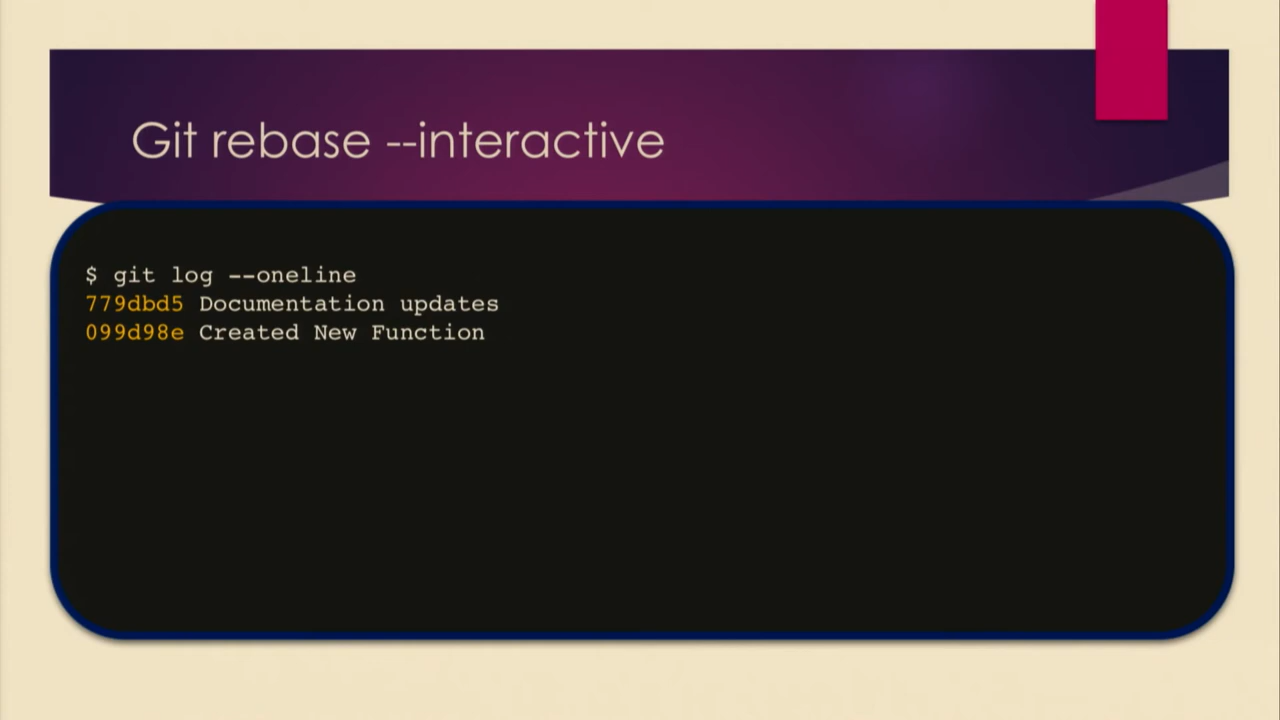 Git rebase --interactive
$ git log --oneline
779dbd5 Documentation updates
099d98e Created New Function